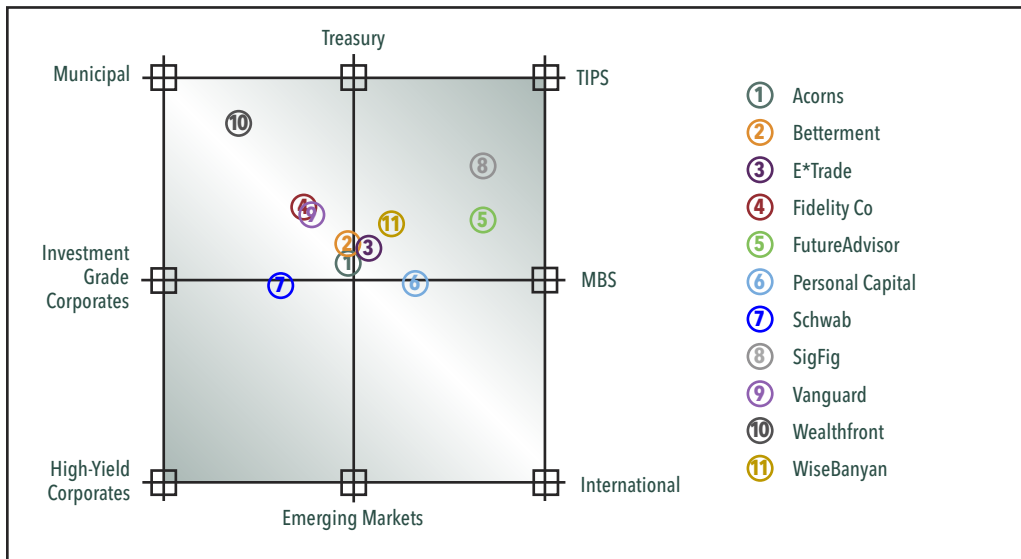 Treasury
Municipal
TIPS
10
8
4
9
11
5
2
3
1
Investment
Grade
Corporates
7
6
MBS
High-Yield
Corporates
Emerging Markets
International
1 Acorns
2 Betterment
3 E*Trade
4 Fidelity Co
5 FutureAdvisor
6 Personal Capital
7 Schwab
8 SigFig
9 Vanguard
10 Wealthfront
11 WiseBanyan